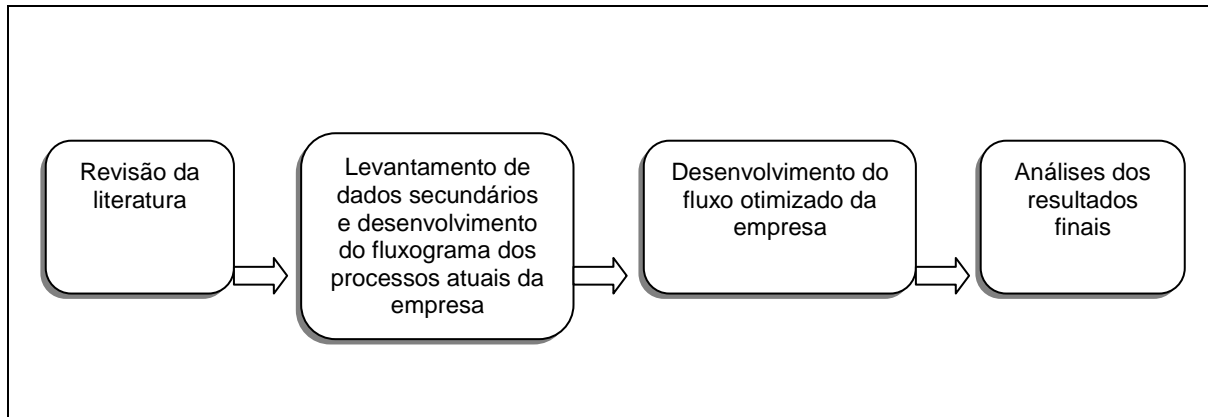 Revisão da
literatura
Levantamento de
dados secundários
e desenvolvimento
do fluxograma dos
processos atuais da
empresa
Desenvolvimento do
fluxo otimizado da
empresa
Análises dos
resultados
finais